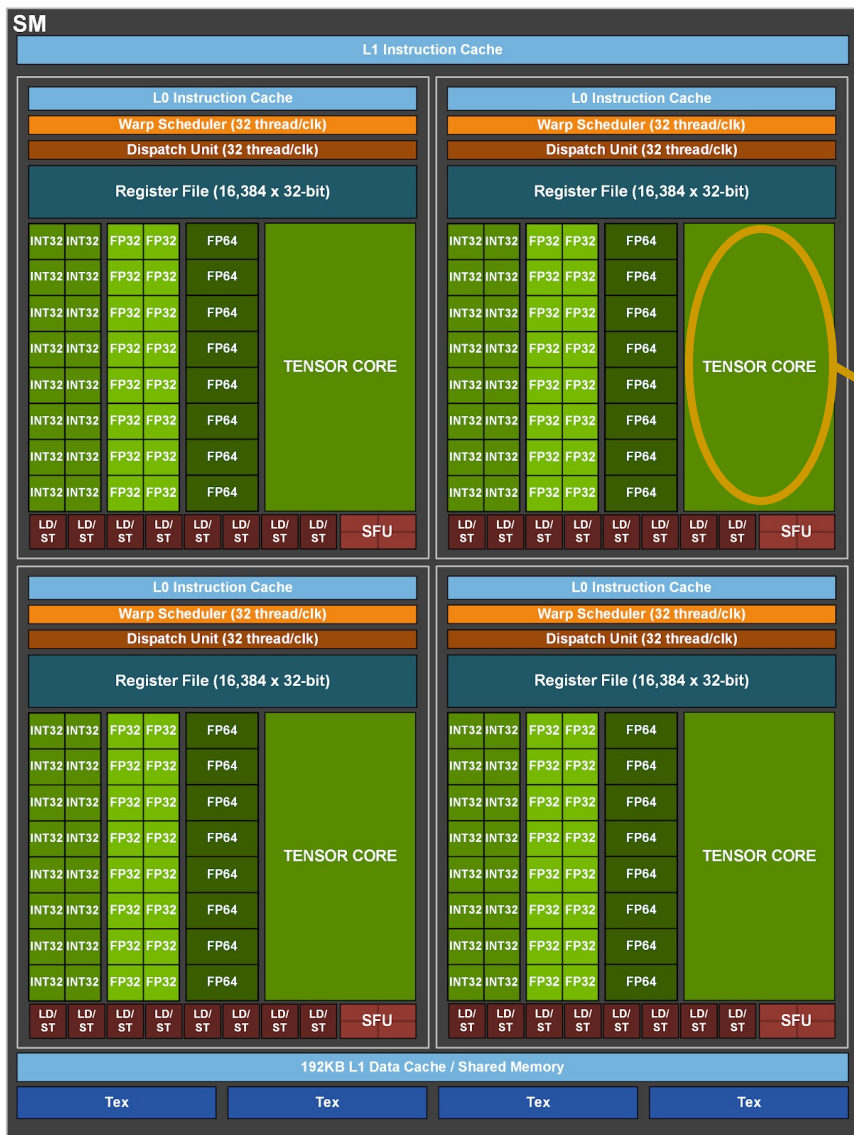 SM
L1 Instruction Cache
L0 Instruction Cache
Warp Scheduler (32 thread/clk)
Dispatch Unit (32 thread/clk)
Register File (16,384 x 32-bit)
INT32 INT32 FP32 FP32 FP64
INT32 INT32 FP32 FP32 FP64
INT32 INT32 FP32 FP32 FP64
INT32 INT32 FP32 FP32 FP64
TENSOR CORE
INT32 INT32 FP32 FP32 FP64
INT32 INT32 FP32 FP32 FP64
INT32 INT32 FP32 FP32 FP64
INT32 INT32 FP32 FP32 FP64
LD/ LD/ LD/ LD/ LD/ LD/ LD/ LD/
ST ST ST ST ST ST ST ST
SFU
L0 Instruction Cache
Warp Scheduler (32 thread/clk)
Dispatch Unit (32 thread/clk)
Register File (16,384 x 32-bit)
INT32 INT32 FP32 FP32 FP64
INT32 INT32 FP32 FP32 FP64
INT32 INT32 FP32 FP32 FP64
INT32 INT32 FP32 FP32 FP64
TENSOR CORE
INT32 INT32 FP32 FP32 FP64
INT32 INT32 FP32 FP32 FP64
INT32 INT32 FP32 FP32 FP64
INT32 INT32 FP32 FP32 FP64
LD/ LD/ LD/ LD/ LD/ LD/ LD/ LD/
ST ST ST ST ST ST ST ST
SFU
L0 Instruction Cache
Warp Scheduler (32 thread/clk)
Dispatch Unit (32 thread/clk)
Register File (16,384 x 32-bit)
INT32 INT32 FP32 FP32 FP64
INT32 INT32 FP32 FP32 FP64
INT32 INT32 FP32 FP32 FP64
INT32 INT32 FP32 FP32 FP64
TENSOR CORE
INT32 INT32 FP32 FP32 FP64
INT32 INT32 FP32 FP32 FP64
INT32 INT32 FP32 FP32 FP64
INT32 INT32 FP32 FP32 FP64
LD/ LD/ LD/ LD/ LD/ LD/ LD/ LD/
ST ST ST ST ST ST ST ST
SFU
L0 Instruction Cache
Warp Scheduler (32 thread/clk)
Dispatch Unit (32 thread/clk)
Register File (16,384 x 32-bit)
INT32 INT32 FP32 FP32 FP64
INT32 INT32 FP32 FP32 FP64
INT32 INT32 FP32 FP32 FP64
INT32 INT32 FP32 FP32 FP64
TENSOR CORE
INT32 INT32 FP32 FP32 FP64
INT32 INT32 FP32 FP32 FP64
INT32 INT32 FP32 FP32 FP64
INT32 INT32 FP32 FP32 FP64
LD/ LD/ LD/ LD/ LD/ LD/ LD/ LD/
ST ST ST ST ST ST ST ST
SFU
192KB L1 Data Cache / Shared Memory
Tex Tex Tex Tex